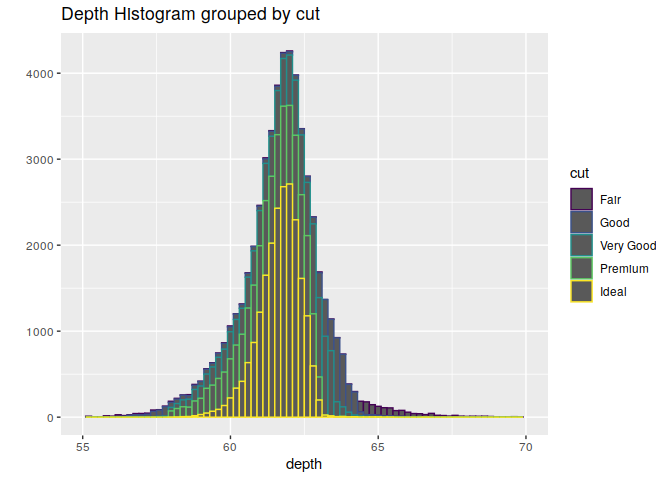 Depth Histogram grouped by cut
4000
3000
2000
1000
0
55
60
65
70
depth
cut
Fair
Good
Very Good
Premium
Ideal